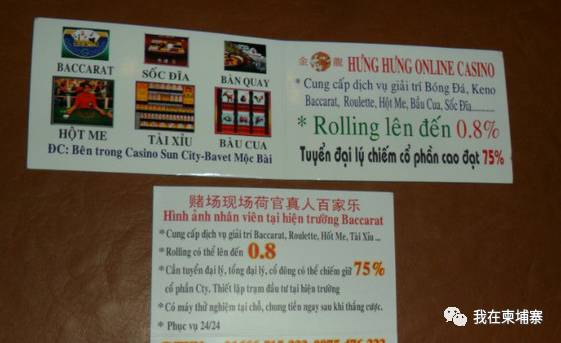 BACCARAT
SỐC ĐĨA
BÀN QUAY
HỘT ME
TÀI XỈU
BẦU CUA
ĐC: Bên trong Casino Sun City-Bavet Mộc Bài
金 龍 HƯNG HƯNG ONLINE CASINO
* Cung cấp dịch vụ giải trí Bóng Đá, Keno
Baccarat, Roulette, Hột Me, Bầu Cua, Sốc Đĩa..........
* Rolling lên đến 0.8%
Tuyển đại lý chiếm cổ phần cao đạt 75%
赌场现场荷官真人百家乐
Hình ảnh nhân viên tại hiện trường Baccarat
* Cung cấp dịch vụ giải trí Baccarat, Roulette, Hốt Me, Tài Xỉu ...
* Rolling có thể lên đến 0.8
* Cần tuyển đại lý, tổng đại lý, cổ đông có thể chiếm giữ 75%
cổ phần Cty. Thiết lập trạm đầu tư tại hiện trường
* Có máy thử nghiệm tại chỗ, chung tiền ngay sau khi thắng cược.
* Phục vụ 24/24
我在柬埔寨